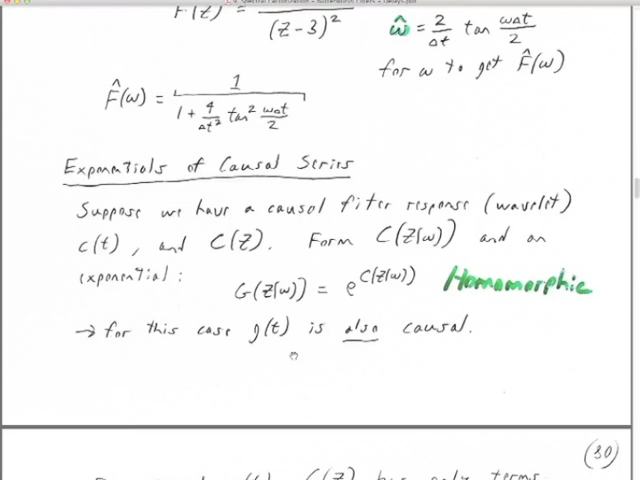 F(Z) =
(Z-3)²
ŵ = 2/Δt tan wΔt/2
for w to get F̂(w)
F̂(w) = 1 / 1 + 4/Δt² tan² wΔt/2
Exponentials of Causal Series
Suppose we have a causal filter response (wavelet)
c(t), and C(Z). Form C(Z(w)) and an
exponential:
G(Z(w)) = e^C(Z(w)) Homomorphic
→ for this case g(t) is also causal.
(30)
C(Z) has only terms